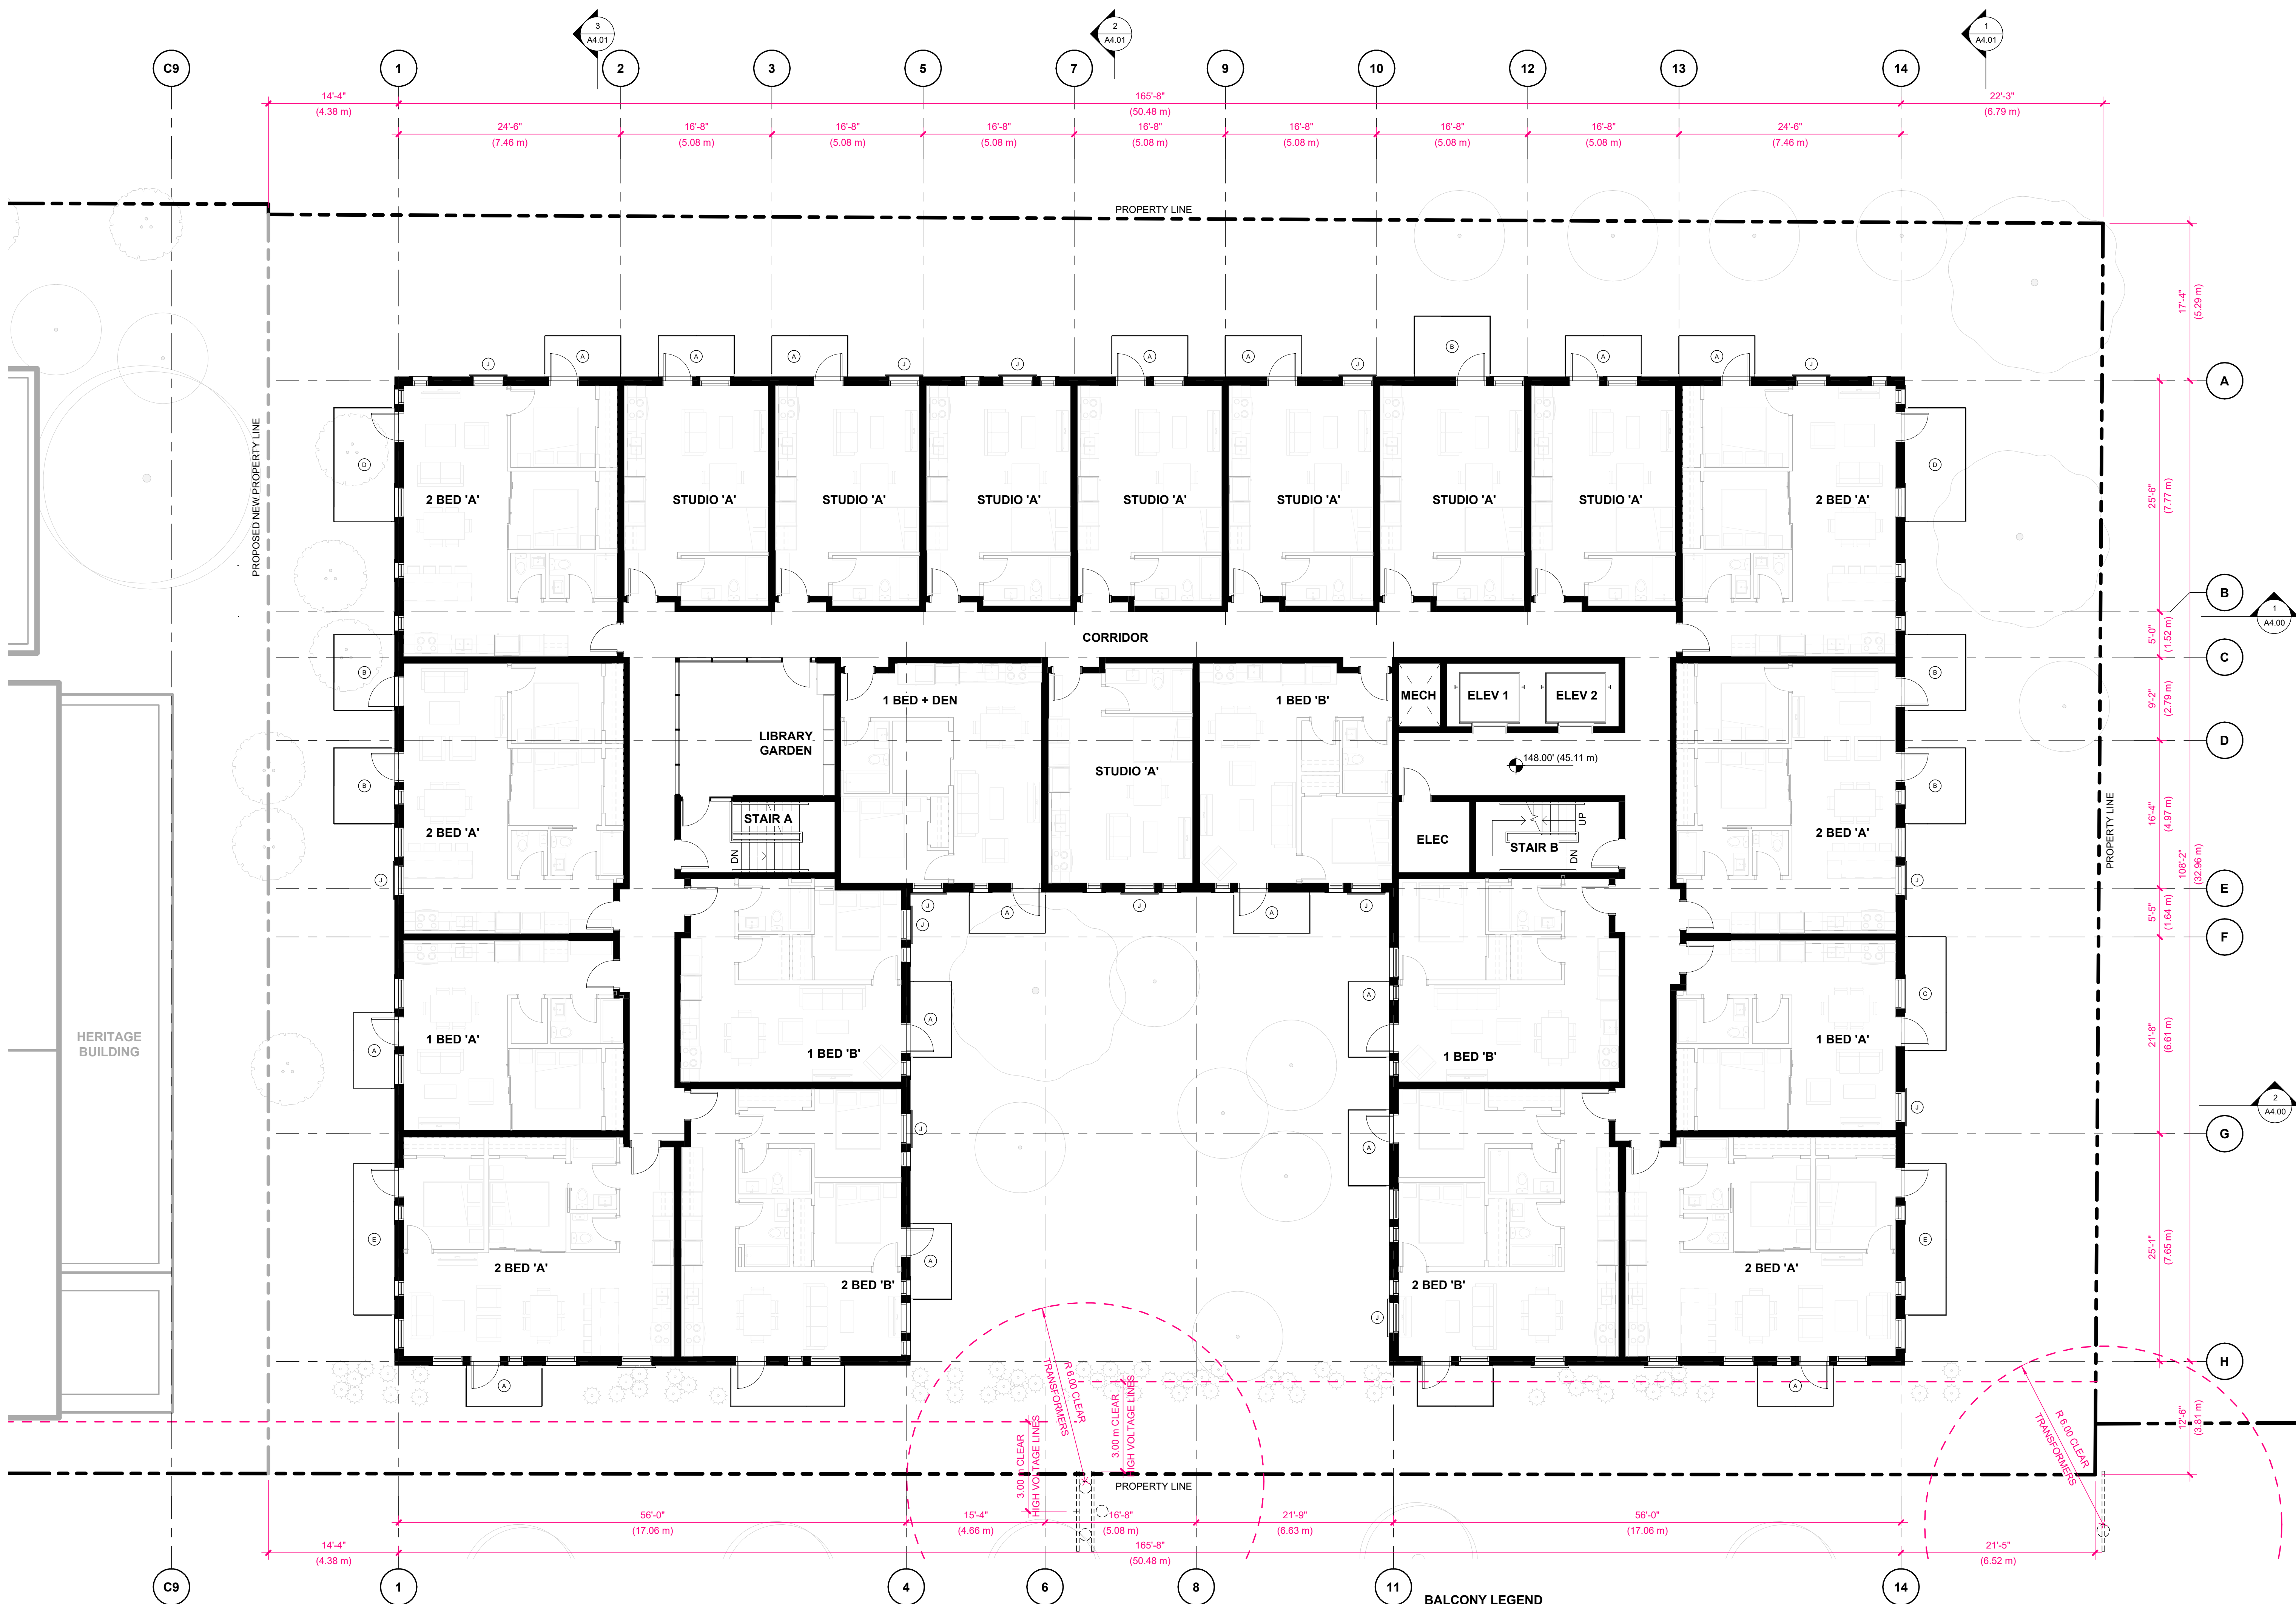 3
A4.01
2
A4.01
1
A4.01
C9
1
2
3
5
7
9
10
12
13
14
14'-4"
(4.38 m)
165'-8"
(50.48 m)
22'-3"
(6.79 m)
24'-6"
(7.46 m)
16'-8"
(5.08 m)
16'-8"
(5.08 m)
16'-8"
(5.08 m)
16'-8"
(5.08 m)
16'-8"
(5.08 m)
16'-8"
(5.08 m)
16'-8"
(5.08 m)
24'-6"
(7.46 m)
PROPERTY LINE
17'-4"
(5.29 m)
J
A
A
A
J
J
A
A
J
B
A
A
J
A
D
D
PROPOSED NEW PROPERTY LINE
2 BED 'A'
STUDIO 'A'
STUDIO 'A'
STUDIO 'A'
STUDIO 'A'
STUDIO 'A'
STUDIO 'A'
STUDIO 'A'
2 BED 'A'
25'-6"
(7.77 m)
B
1
A4.00
CORRIDOR
5'-0"
(1.52 m)
C
B
B
MECH
ELEV 1
ELEV 2
1 BED + DEN
1 BED 'B'
9'-2"
(2.79 m)
LIBRARY
GARDEN
D
STUDIO 'A'
148.00' (45.11 m)
B
B
STAIR A
DN
2 BED 'A'
ELEC
STAIR B
UP
DN
2 BED 'A'
PROPERTY LINE
16'-4"
(4.97 m)
108'-2"
(32.96 m)
J
J
E
J
J
A
J
A
J
5'-5"
(1.64 m)
F
HERITAGE
BUILDING
A
1 BED 'A'
1 BED 'B'
A
A
1 BED 'B'
1 BED 'A'
C
21'-8"
(6.61 m)
J
2
A4.00
J
A
G
E
2 BED 'A'
2 BED 'B'
A
2 BED 'B'
J
2 BED 'A'
E
25'-1"
(7.65 m)
H
A
A
R 6.00 CLEAR
TRANSFORMERS
3.00 m CLEAR
HIGH VOLTAGE LINES
3.00 m CLEAR
HIGH VOLTAGE LINES
R 6.00 CLEAR
TRANSFORMERS
12'-6"
(3.81 m)
PROPERTY LINE
56'-0"
(17.06 m)
15'-4"
(4.66 m)
16'-8"
(5.08 m)
21'-9"
(6.63 m)
56'-0"
(17.06 m)
14'-4"
(4.38 m)
165'-8"
(50.48 m)
21'-5"
(6.52 m)
C9
1
4
6
8
11
14
BALCONY LEGEND